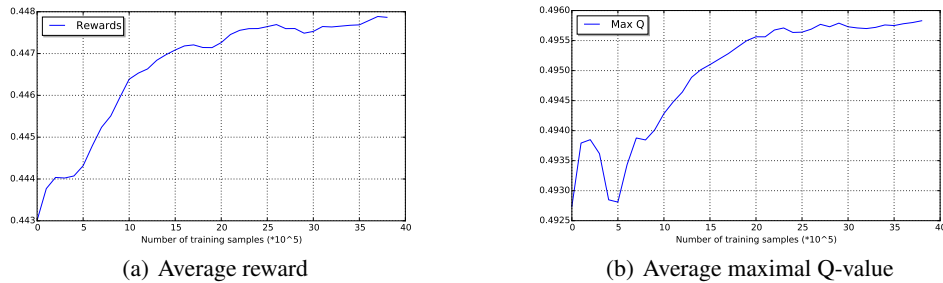 0.448
0.447
0.446
0.445
0.444
0.443
Rewards
0 5 10 15 20 25 30 35 40
Number of training samples (*10^5)
(a) Average reward
0.4960
0.4955
0.4950
0.4945
0.4940
0.4935
0.4930
0.4925
Max Q
0 5 10 15 20 25 30 35 40
Number of training samples (*10^5)
(b) Average maximal Q-value